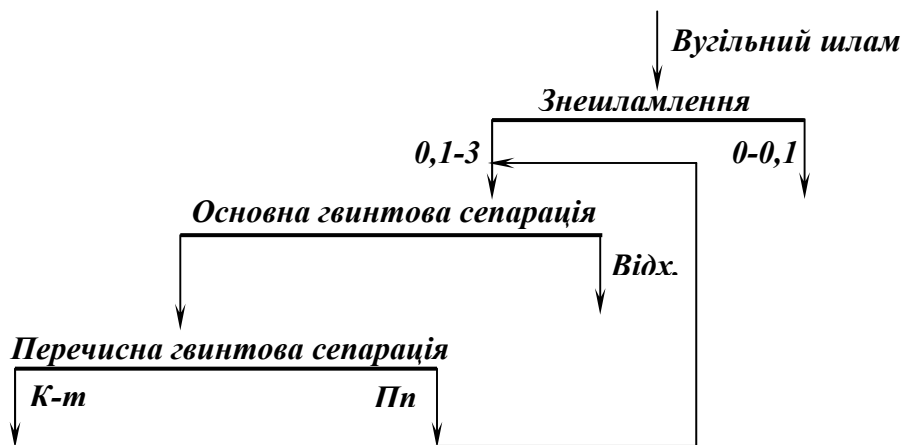 Вугільний шлам
Знешламлення
0,1-3
0-0,1
Основна гвинтова сепарація
Відх.
Перечисна гвинтова сепарація
К-т
Пп